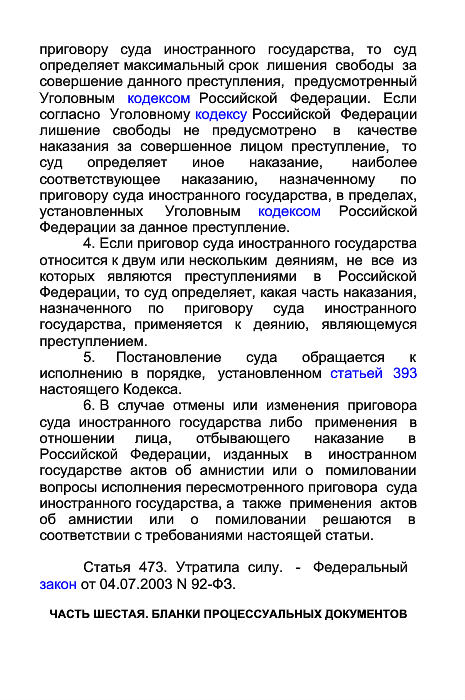 приговору суда иностранного государства, то суд
определяет максимальный срок лишения свободы за
совершение данного преступления, предусмотренный
Уголовным кодексом Российской Федерации. Если
согласно Уголовному кодексу Российской Федерации
лишение свободы не предусмотрено в качестве
наказания за совершенное лицом преступление, то
суд определяет иное наказание, наиболее
соответствующее наказанию, назначенному по
приговору суда иностранного государства, в пределах,
установленных Уголовным кодексом Российской
Федерации за данное преступление.
4. Если приговор суда иностранного государства
относится к двум или нескольким деяниям, не все из
которых являются преступлениями в Российской
Федерации, то суд определяет, какая часть наказания,
назначенного по приговору суда иностранного
государства, применяется к деянию, являющемуся
преступлением.
5. Постановление суда обращается к
исполнению в порядке, установленном статьей 393
настоящего Кодекса.
6. В случае отмены или изменения приговора
суда иностранного государства либо применения в
отношении лица, отбывающего наказание в
Российской Федерации, изданных в иностранном
государстве актов об амнистии или о помиловании
вопросы исполнения пересмотренного приговора суда
иностранного государства, а также применения актов
об амнистии или о помиловании решаются в
соответствии с требованиями настоящей статьи.
Статья 473. Утратила силу. - Федеральный
закон от 04.07.2003 N 92-ФЗ.
ЧАСТЬ ШЕСТАЯ. БЛАНКИ ПРОЦЕССУАЛЬНЫХ ДОКУМЕНТОВ